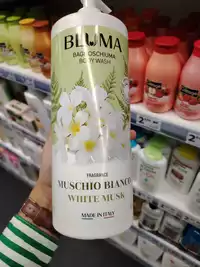 BLUMA
BAGNOSCHIUMA
BODY WASH
FRAGRANCE
MUSCHIO BIANCO
WHITE MUSK
MADE IN ITALY